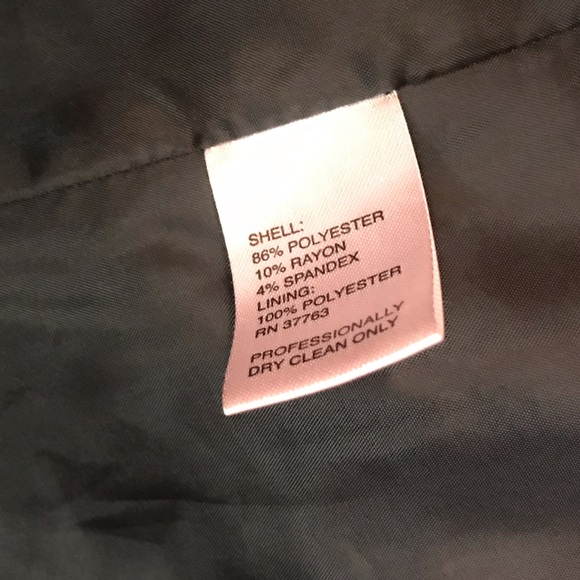 SHELL:
86% POLYESTER
10% RAYON
4% SPANDEX
LINING:
100% POLYESTER
RN 37763
PROFESSIONALLY
DRY CLEAN ONLY